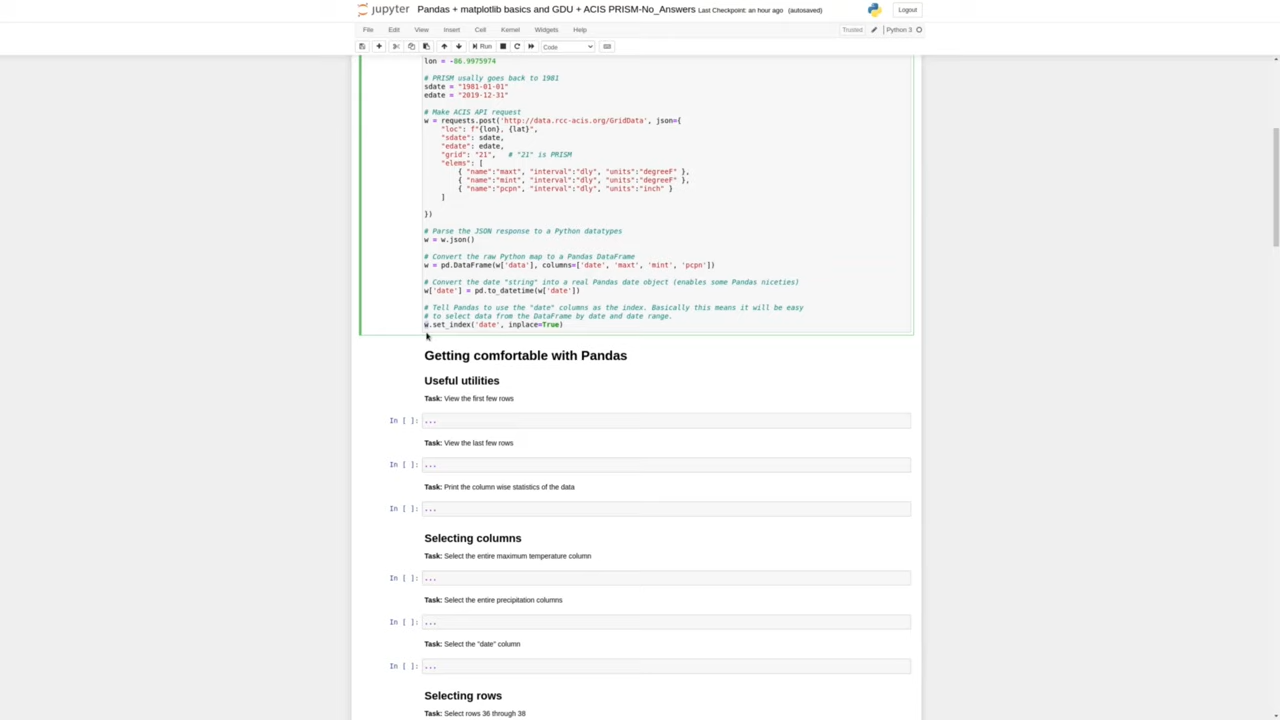 jupyter Pandas + matplotlib basics and GDU + ACIS PRISM-No_Answers Last Checkpoint: an hour ago (autosaved)
Logout
File Edit View Insert Cell Kernel Widgets Help
Trusted Python 3
Run Code
lon = -86.9975974
# PRISM usally goes back to 1981
sdate = "1981-01-01"
edate = "2019-12-31"
# Make ACIS API request
w = requests.post('http://data.rcc-acis.org/GridData', json={
"loc": f"{lon}, {lat}",
"sdate": sdate,
"edate": edate,
"grid": "21", # "21" is PRISM
"elems": [
{ "name":"maxt", "interval":"dly", "units":"degreeF" },
{ "name":"mint", "interval":"dly", "units":"degreeF" },
{ "name":"pcpn", "interval":"dly", "units":"inch" }
]
})
# Parse the JSON response to a Python datatypes
w = w.json()
# Convert the raw Python map to a Pandas DataFrame
w = pd.DataFrame(w['data'], columns=['date', 'maxt', 'mint', 'pcpn'])
# Convert the date "string" into a real Pandas date object (enables some Pandas niceties)
w['date'] = pd.to_datetime(w['date'])
# Tell Pandas to use the "date" columns as the index. Basically this means it will be easy
# to select data from the DataFrame by date and date range.
w.set_index('date', inplace=True)
Getting comfortable with Pandas
Useful utilities
Task: View the first few rows
In [ ]: ...
Task: View the last few rows
In [ ]: ...
Task: Print the column wise statistics of the data
In [ ]: ...
Selecting columns
Task: Select the entire maximum temperature column
In [ ]: ...
Task: Select the entire precipitation columns
In [ ]: ...
Task: Select the "date" column
In [ ]: ...
Selecting rows
Task: Select rows 36 through 38